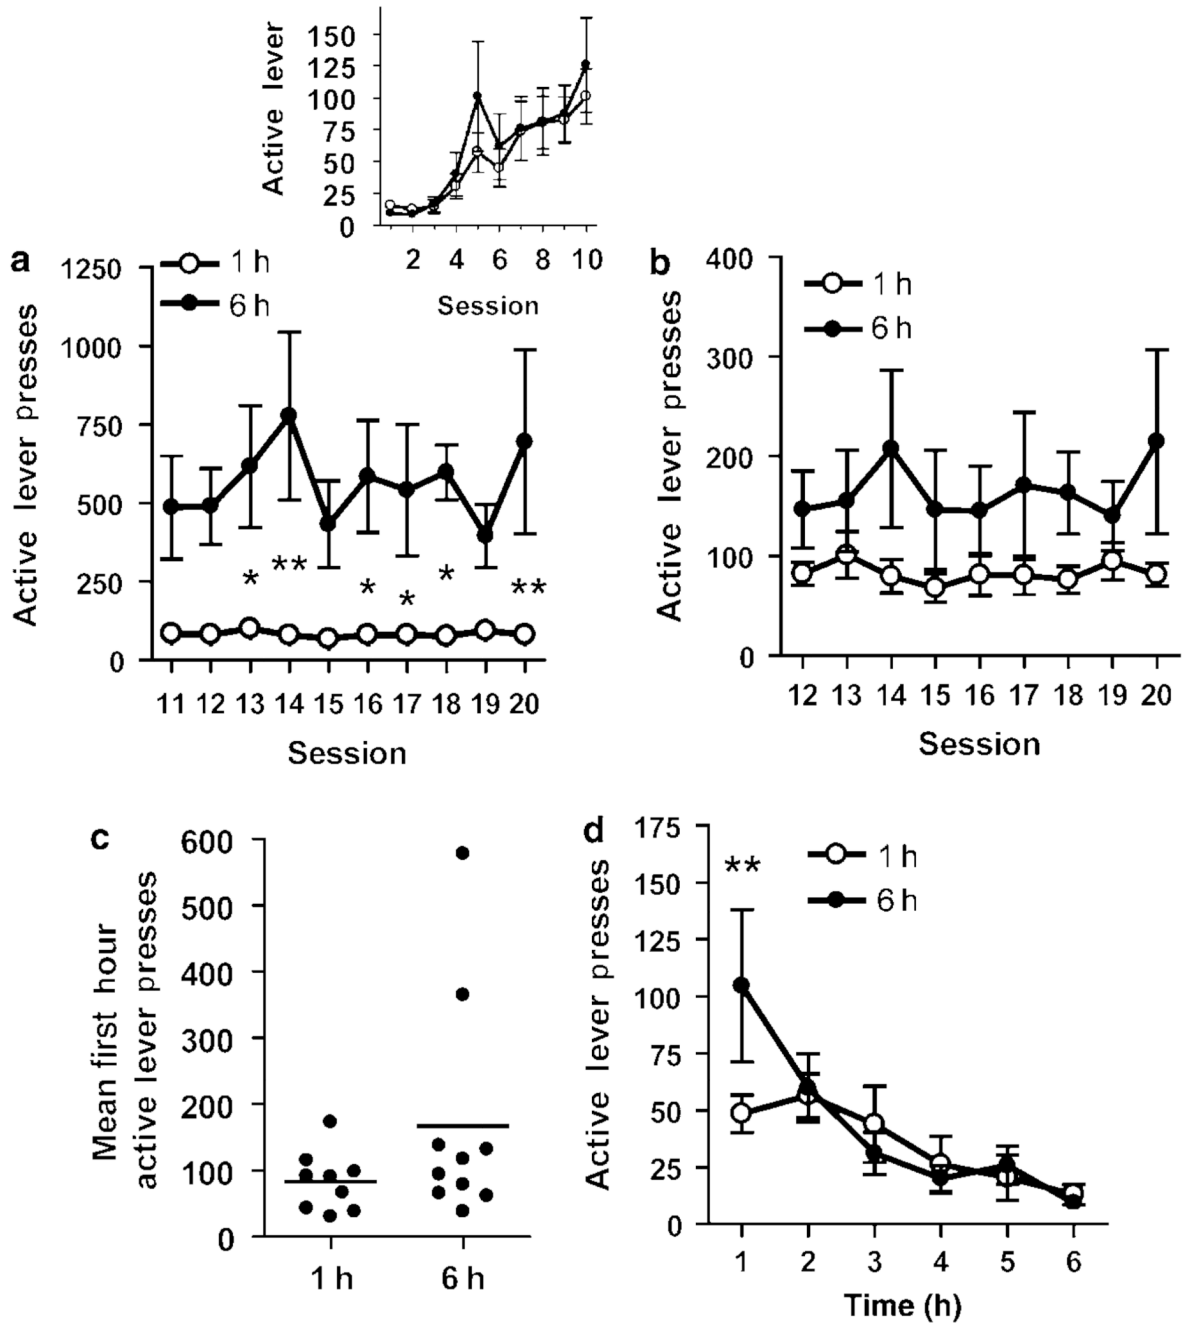 150
125
100
75
50
25
0
Active lever
2 4 6 8 10
Session
a
1 h
6 h
1250
1000
750
500
250
0
Active lever presses
* ** * * * **
11 12 13 14 15 16 17 18 19 20
Session
b
1 h
6 h
400
300
200
100
0
Active lever presses
12 13 14 15 16 17 18 19 20
Session
c
600
500
400
300
200
100
0
Mean first hour
active lever presses
1 h 6 h
d
1 h
6 h
**
175
150
125
100
75
50
25
0
Active lever presses
1 2 3 4 5 6
Time (h)